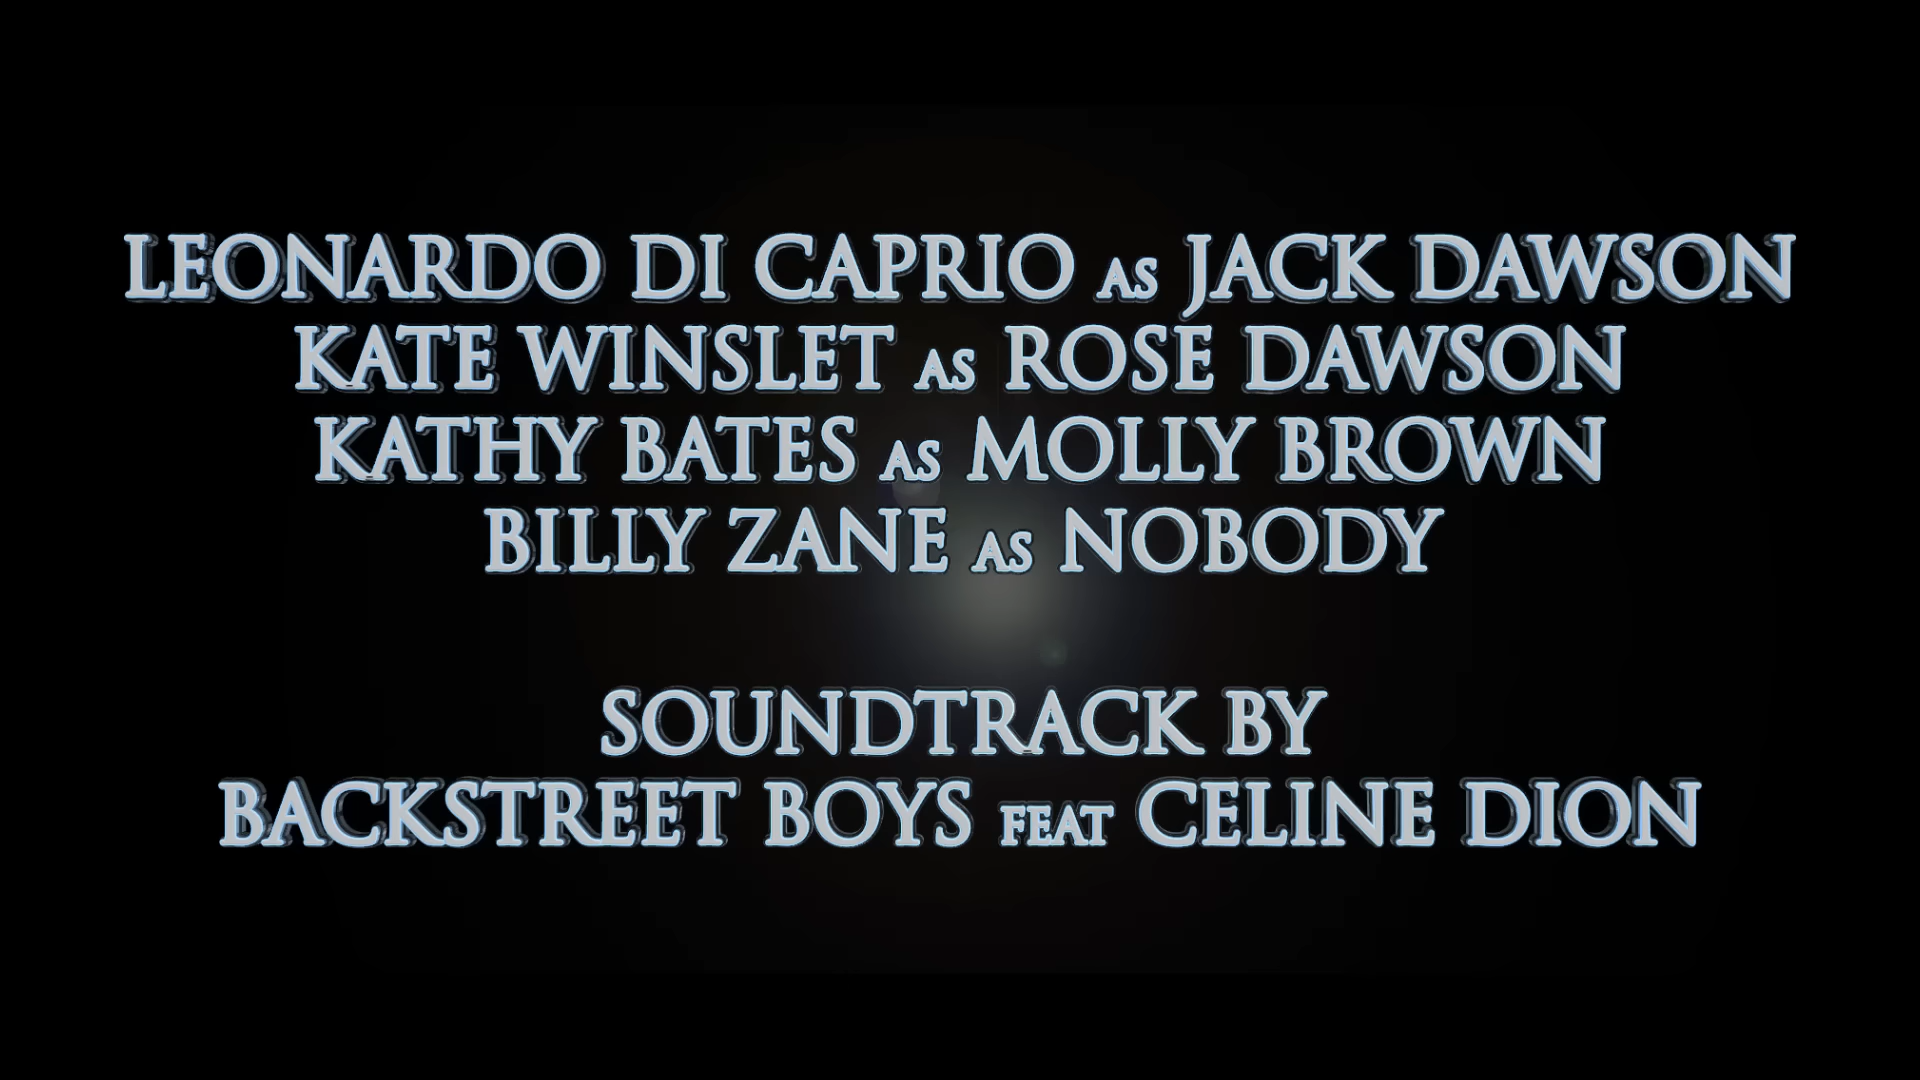 LEONARDO DI CAPRIO AS JACK DAWSON
KATE WINSLET AS ROSE DAWSON
KATHY BATES AS MOLLY BROWN
BILLY ZANE AS NOBODY
SOUNDTRACK BY
BACKSTREET BOYS FEAT CELINE DION